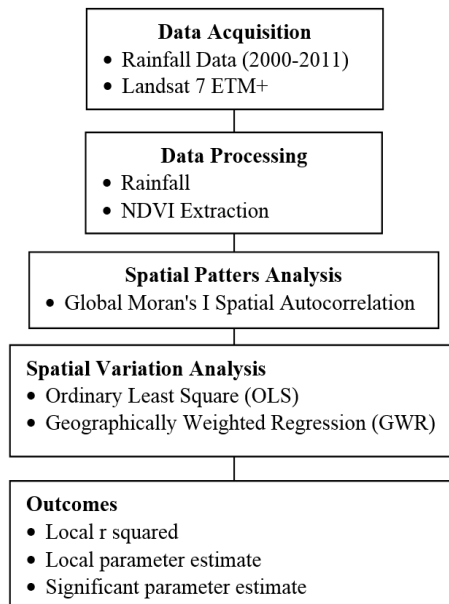 Data Acquisition
• Rainfall Data (2000-2011)
• Landsat 7 ETM+
Data Processing
• Rainfall
• NDVI Extraction
Spatial Patters Analysis
• Global Moran's I Spatial Autocorrelation
Spatial Variation Analysis
• Ordinary Least Square (OLS)
• Geographically Weighted Regression (GWR)
Outcomes
• Local r squared
• Local parameter estimate
• Significant parameter estimate